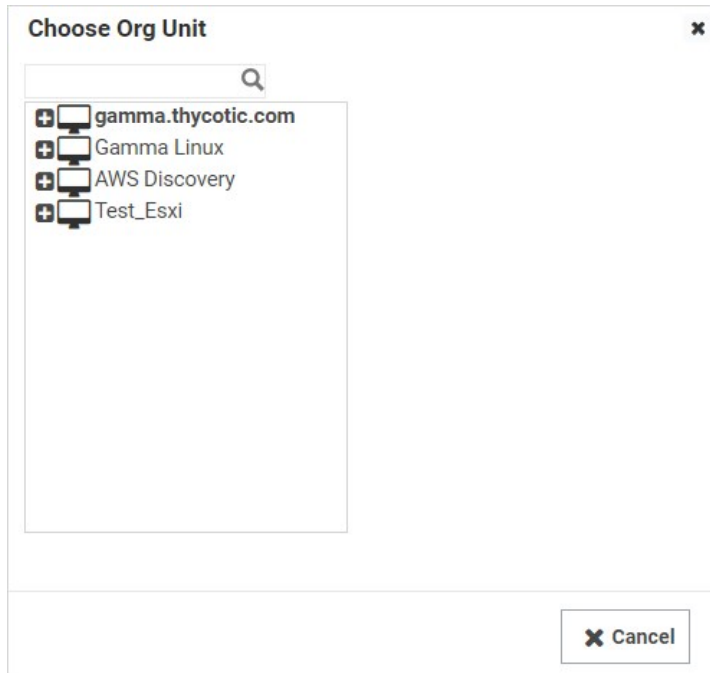 Choose Org Unit
gamma.thycotic.com
Gamma Linux
AWS Discovery
Test_Esxi
Cancel